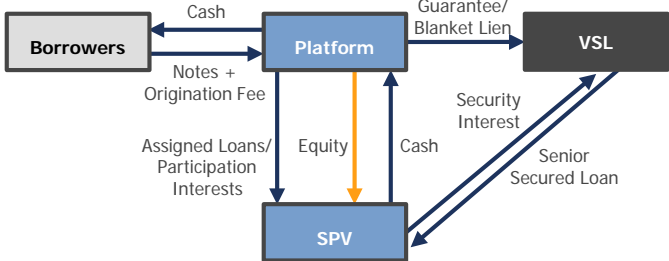 Cash
Guarantee/
Blanket Lien
Borrowers
Platform
VSL
Notes +
Origination Fee
Security
Interest
Assigned Loans/
Participation
Interests
Equity
Cash
Senior
Secured Loan
SPV